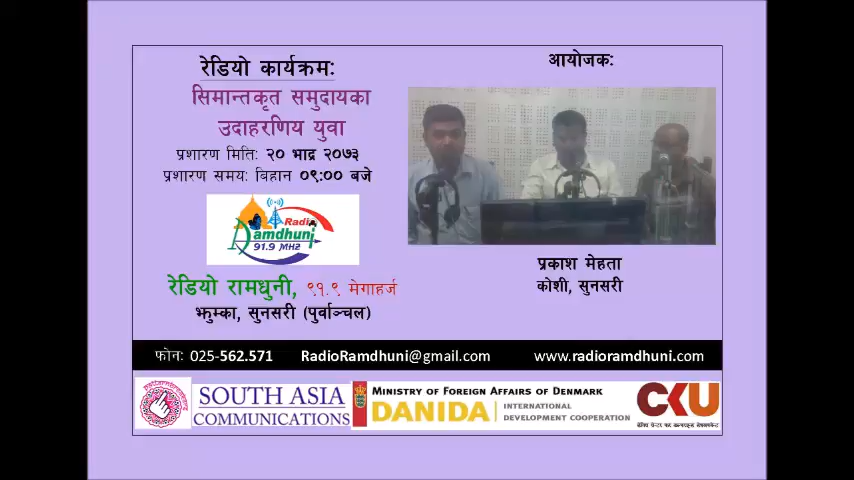 रेडियो कार्यक्रम:
सिमान्तकृत समुदायका
उदाहरणिय युवा
प्रशारण मिति: २० भाद्र २०७३
प्रशारण समय: बिहान ०९:०० बजे
Radio
Ramdhuni
91.9 MHz
रेडियो रामधुनी, ९१.९ मेगाहर्ज
झुम्का, सुनसरी (पुर्वाञ्चल)
आयोजक:
प्रकाश मेहता
कोशी, सुनसरी
फोन: 025-562.571 RadioRamdhuni@gmail.com www.radioramdhuni.com
SOUTH ASIA
COMMUNICATIONS
MINISTRY OF FOREIGN AFFAIRS OF DENMARK
DANIDA
INTERNATIONAL
DEVELOPMENT COOPERATION
CKU